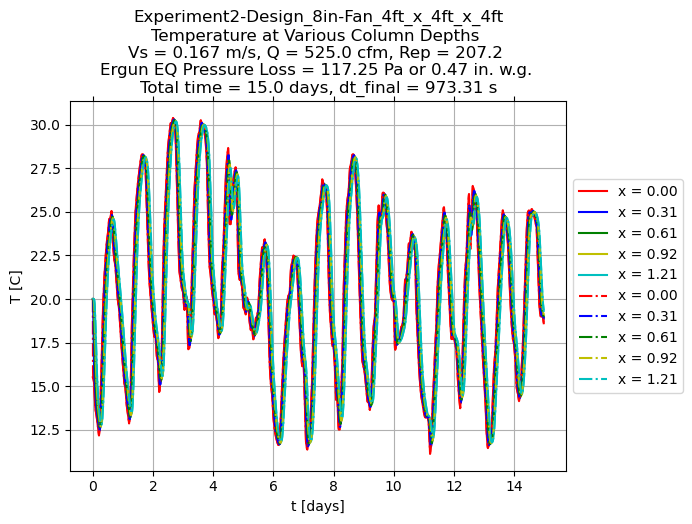 Experiment2-Design_8in-Fan_4ft_x_4ft_x_4ft
Temperature at Various Column Depths
Vs = 0.167 m/s, Q = 525.0 cfm, Rep = 207.2
Ergun EQ Pressure Loss = 117.25 Pa or 0.47 in. w.g.
Total time = 15.0 days, dt_final = 973.31 s
T [C]
30.0
27.5
25.0
22.5
20.0
17.5
15.0
12.5
0 2 4 6 8 10 12 14
t [days]
x = 0.00
x = 0.31
x = 0.61
x = 0.92
x = 1.21
x = 0.00
x = 0.31
x = 0.61
x = 0.92
x = 1.21